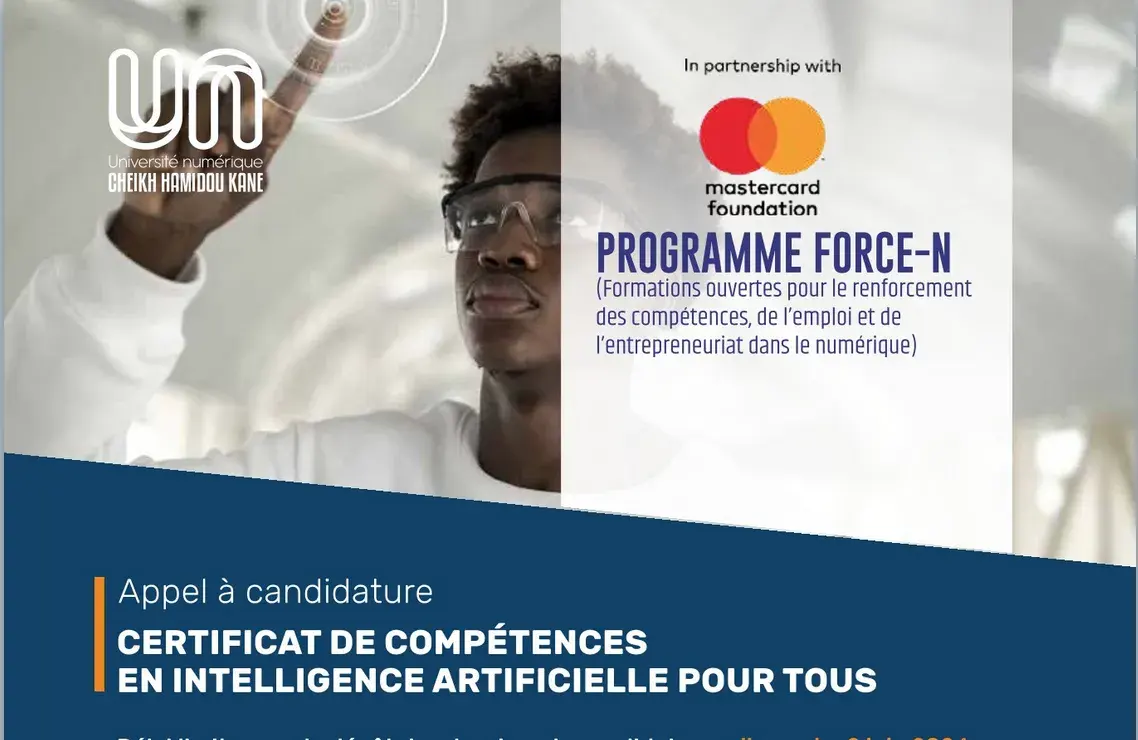 un
Université numérique
CHEIKH HAMIDOU KANE
In partnership with
mastercard
foundation
PROGRAMME FORCE-N
(Formations ouvertes pour le renforcement
des compétences, de l'emploi et de
l'entrepreneuriat dans le numérique)
Appel à candidature
CERTIFICAT DE COMPÉTENCES
EN INTELLIGENCE ARTIFICIELLE POUR TOUS